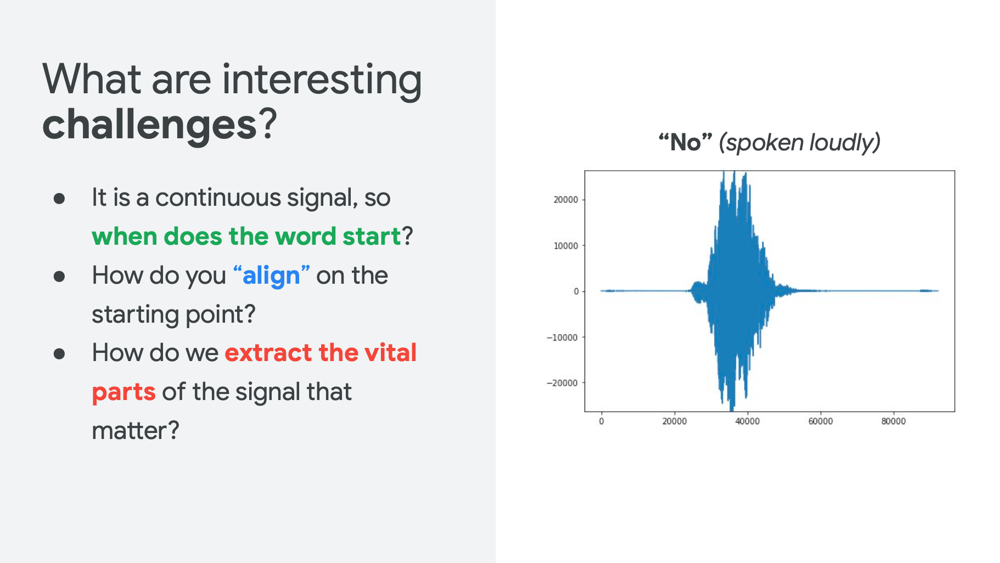 What are interesting
challenges?
● It is a continuous signal, so
when does the word start?
● How do you “align” on the
starting point?
● How do we extract the vital
parts of the signal that
matter?
“No” (spoken loudly)
20000
10000
0
−10000
−20000
0 20000 40000 60000 80000